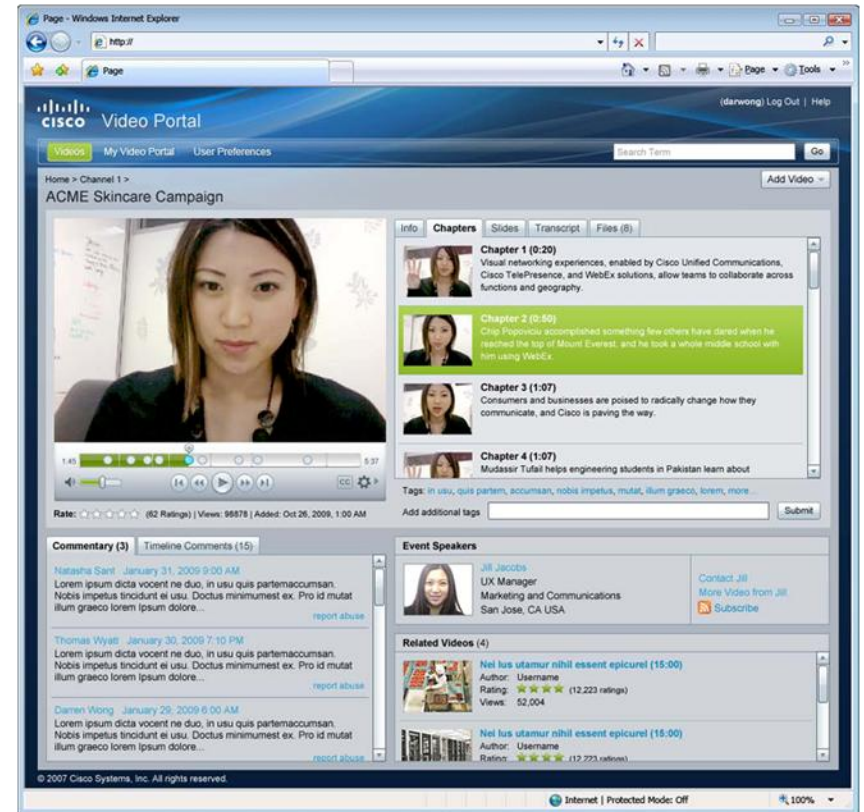 Page - Windows Internet Explorer
http://
Page
Page
Tools
cisco Video Portal
(darwong) Log Out | Help
Videos
My Video Portal
User Preferences
Search Term
Go
Home > Channel 1 >
Add Video
ACME Skincare Campaign
1:45
5:37
CC
Rate: (62 Ratings) | Views: 98878 | Added: Oct 26, 2009, 1:00 AM
Info
Chapters
Slides
Transcript
Files (8)
Chapter 1 (0:20)
Visual networking experiences, enabled by Cisco Unified Communications,
Cisco TelePresence, and WebEx solutions, allow teams to collaborate across
functions and geography.
Chapter 2 (0:50)
Chip Popoviciu accomplished something few others have dared when he
reached the top of Mount Everest. and he took a whole middle school with
him using WebEx.
Chapter 3 (1:07)
Consumers and businesses are poised to radically change how they
communicate, and Cisco is paving the way.
Chapter 4 (1:07)
Mudassir Tufail helps engineering students in Pakistan learn about
Tags: in usu, quis partem, accumsan, nobis impetus, mutat, illum graeco, lorem, more...
Add additional tags
Submit
Commentary (3)
Timeline Comments (15)
Natasha Sant January 31, 2009 9:00 AM
Lorem ipsum dicta vocent ne duo, in usu quis partemaccumsan.
Nobis impetus tincidunt ei usu. Doctus minimumest ex. Pro id mutat
illum graeco lorem Ipsum dolore...
report abuse
Thomas Wyatt January 30, 2009 7:10 PM
Lorem ipsum dicta vocent ne duo, in usu quis partemaccumsan.
Nobis impetus tincidunt ei usu. Doctus minimumest ex. Pro id mutat
illum graeco lorem Ipsum dolore...
report abuse
Darren Wong January 29, 2009 6:00 AM
Lorem ipsum dicta vocent ne duo, in usu quis partemaccumsan.
Nobis impetus tincidunt ei usu. Doctus minimumest ex. Pro id mutat
illum graeco lorem Ipsum dolore...
report abuse
Event Speakers
Jill Jacobs
UX Manager
Marketing and Communications
San Jose, CA USA
Contact Jill
More Video from Jill
Subscribe
Related Videos (4)
Nel lus utamur nihil essent epicurel (15:00)
Author: Username
Rating: (12,223 ratings)
Views: 52,004
Nel lus utamur nihil essent epicurel (15:00)
Author: Username
Rating: (12,223 ratings)
© 2007 Cisco Systems, Inc. All rights reserved.
Internet | Protected Mode: Off
100%